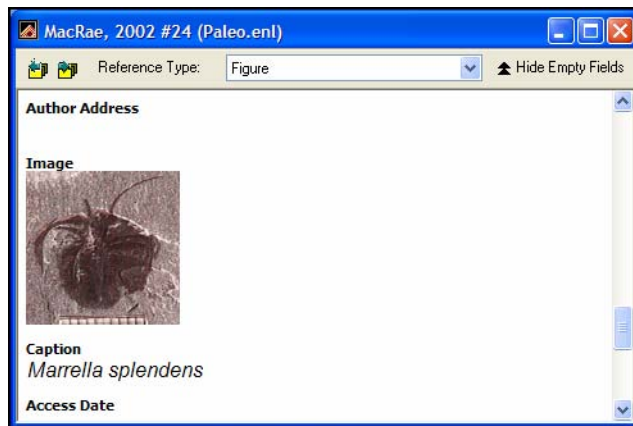 MacRae, 2002 #24 (Paleo.enl)
Reference Type: Figure Hide Empty Fields
Author Address
Image
Caption
Marrella splendens
Access Date